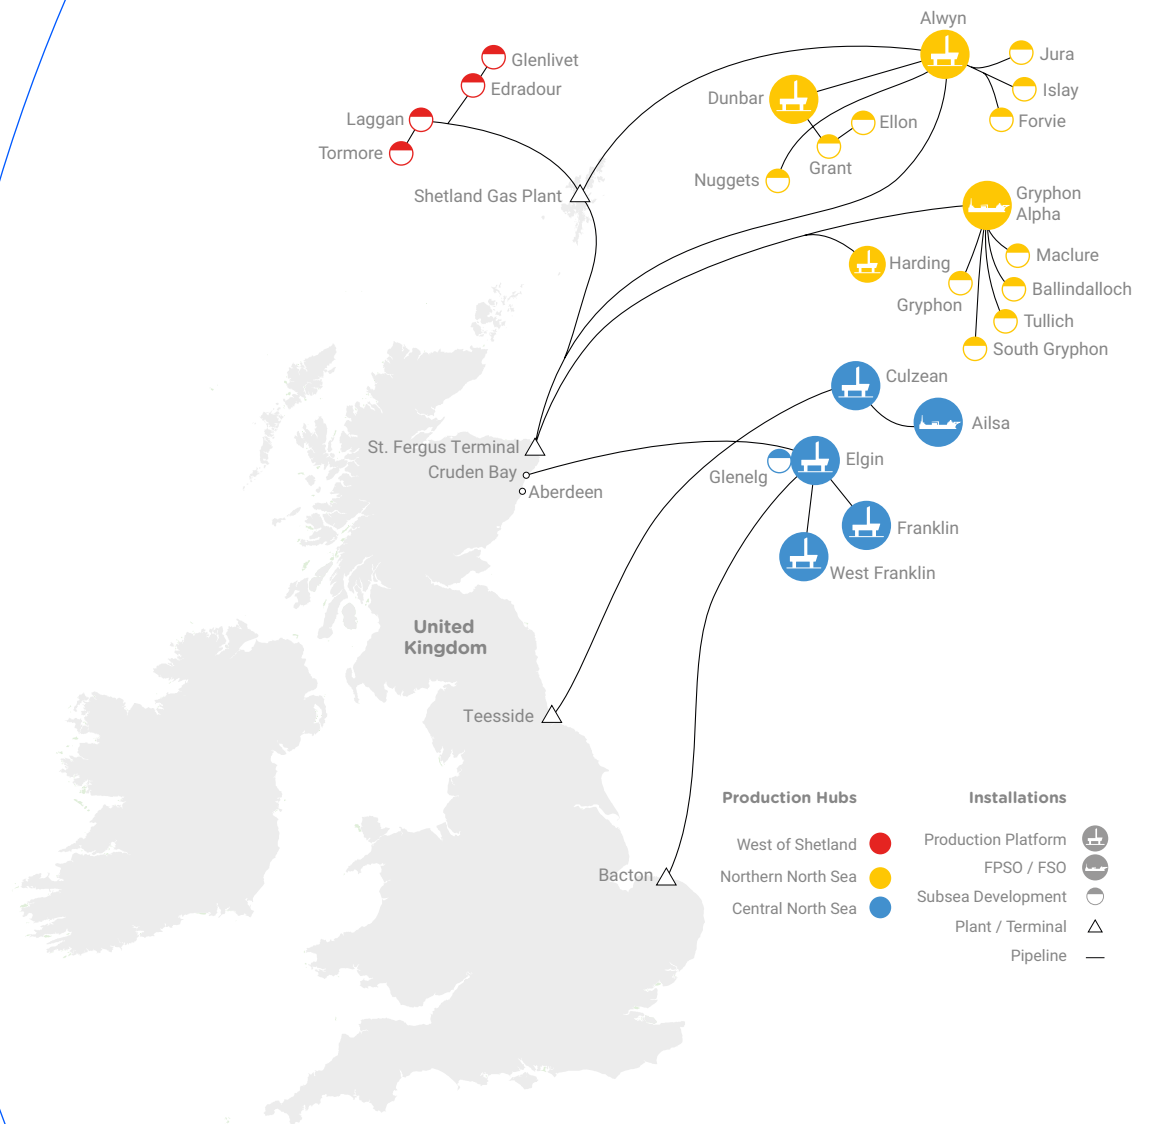 Alwyn
Glenlivet
Jura
Edradour
Islay
Dunbar
Laggan
Ellon
Forvie
Tormore
Grant
Nuggets
Shetland Gas Plant
Gryphon
Alpha
Maclure
Harding
Ballindalloch
Gryphon
Tullich
South Gryphon
Culzean
Ailsa
St. Fergus Terminal
Elgin
Cruden Bay
Glenelg
Aberdeen
Franklin
West Franklin
United
Kingdom
Teesside
Bacton
Production Hubs
West of Shetland
Northern North Sea
Central North Sea
Installations
Production Platform
FPSO / FSO
Subsea Development
Plant / Terminal
Pipeline